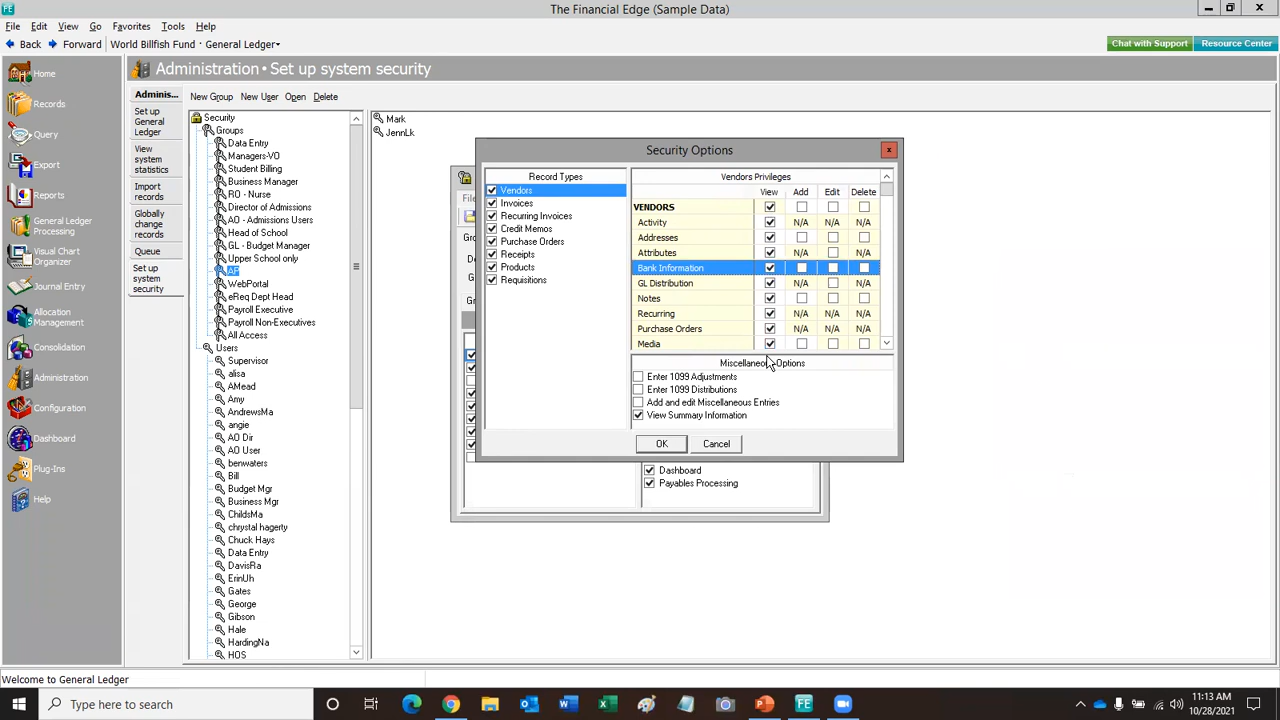 The Financial Edge (Sample Data)
File Edit View Go Favorites Tools Help
Back Forward World Billfish Fund · General Ledger
Chat with Support Resource Center
Administration · Set up system security
Home
Records
Query
Export
Reports
General Ledger
Processing
Visual Chart
Organizer
Journal Entry
Allocation
Management
Consolidation
Administration
Configuration
Dashboard
Plug-Ins
Help
Adminis...
Set up
General
Ledger
View
system
statistics
Import
records
Globally
change
records
Queue
Set up
system
security
New Group New User Open Delete
Security
Groups
Data Entry
Managers-VO
Student Billing
Business Manager
RO - Nurse
Director of Admissions
AO - Admissions Users
Head of School
GL - Budget Manager
Upper School only
AP
WebPortal
eReq Dept Head
Payroll Executive
Payroll Non-Executives
All Access
Users
Supervisor
alisa
AMead
Amy
AndrewsMa
angie
AO Dir
AO User
benwaters
Bill
Budget Mgr
Business Mgr
ChildsMa
chrystal hagerty
Chuck Hays
Data Entry
DavisRa
ErinUh
Gates
George
Gibson
Hale
HardingNa
HOS
Mark
JennLk
Security Options
Record Types
Vendors
Invoices
Recurring Invoices
Credit Memos
Purchase Orders
Receipts
Products
Requisitions
Vendors Privileges
View Add Edit Delete
VENDORS
Activity N/A N/A
Addresses
Attributes N/A N/A
Bank Information
GL Distribution N/A N/A
Notes
Recurring N/A N/A N/A
Purchase Orders N/A N/A N/A
Media
Miscellaneous Options
Enter 1099 Adjustments
Enter 1099 Distributions
Add and edit Miscellaneous Entries
View Summary Information
OK Cancel
Dashboard
Payables Processing
Welcome to General Ledger
Type here to search
11:13 AM
10/28/2021